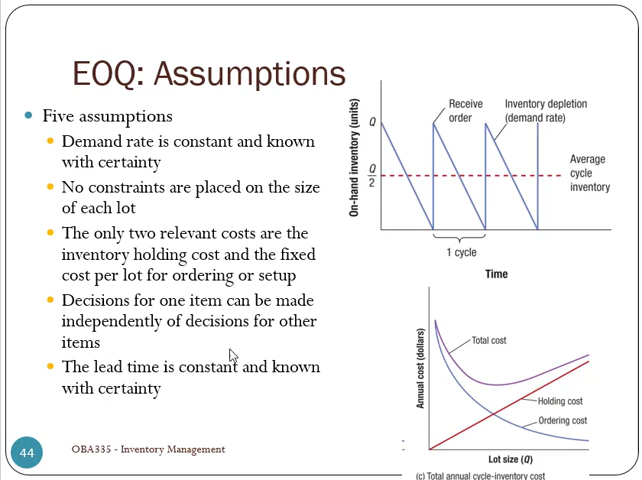 EOQ: Assumptions
Five assumptions
Demand rate is constant and known
with certainty
No constraints are placed on the size
of each lot
The only two relevant costs are the
inventory holding cost and the fixed
cost per lot for ordering or setup
Decisions for one item can be made
independently of decisions for other
items
The lead time is constant and known
with certainty
44
OBA335 - Inventory Management
On-hand inventory (units)
Q
Q
2
Receive
order
Inventory depletion
(demand rate)
Average
cycle
inventory
1 cycle
Time
Annual cost (dollars)
Total cost
Holding cost
Ordering cost
Lot size (Q)
(c) Total annual cycle-inventory cost